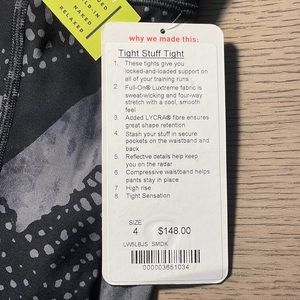 LD-IN
NAKED
RELAXED
why we made this:
Tight Stuff Tight
1. These tights give you
locked-and-loaded support on
all of your training runs
2. Full-On® Luxtreme fabric is
sweat-wicking and four-way
stretch with a cool, smooth
feel
3. Added LYCRA® fibre ensures
great shape retention
4. Stash your stuff in secure
pockets on the waistband and
back
5. Reflective details help keep
you on the radar
6. Compressive waistband helps
pants stay in place
7. High rise
8. Tight Sensation
SIZE
4 $148.00
LW5LBJS SMDK
000003651034